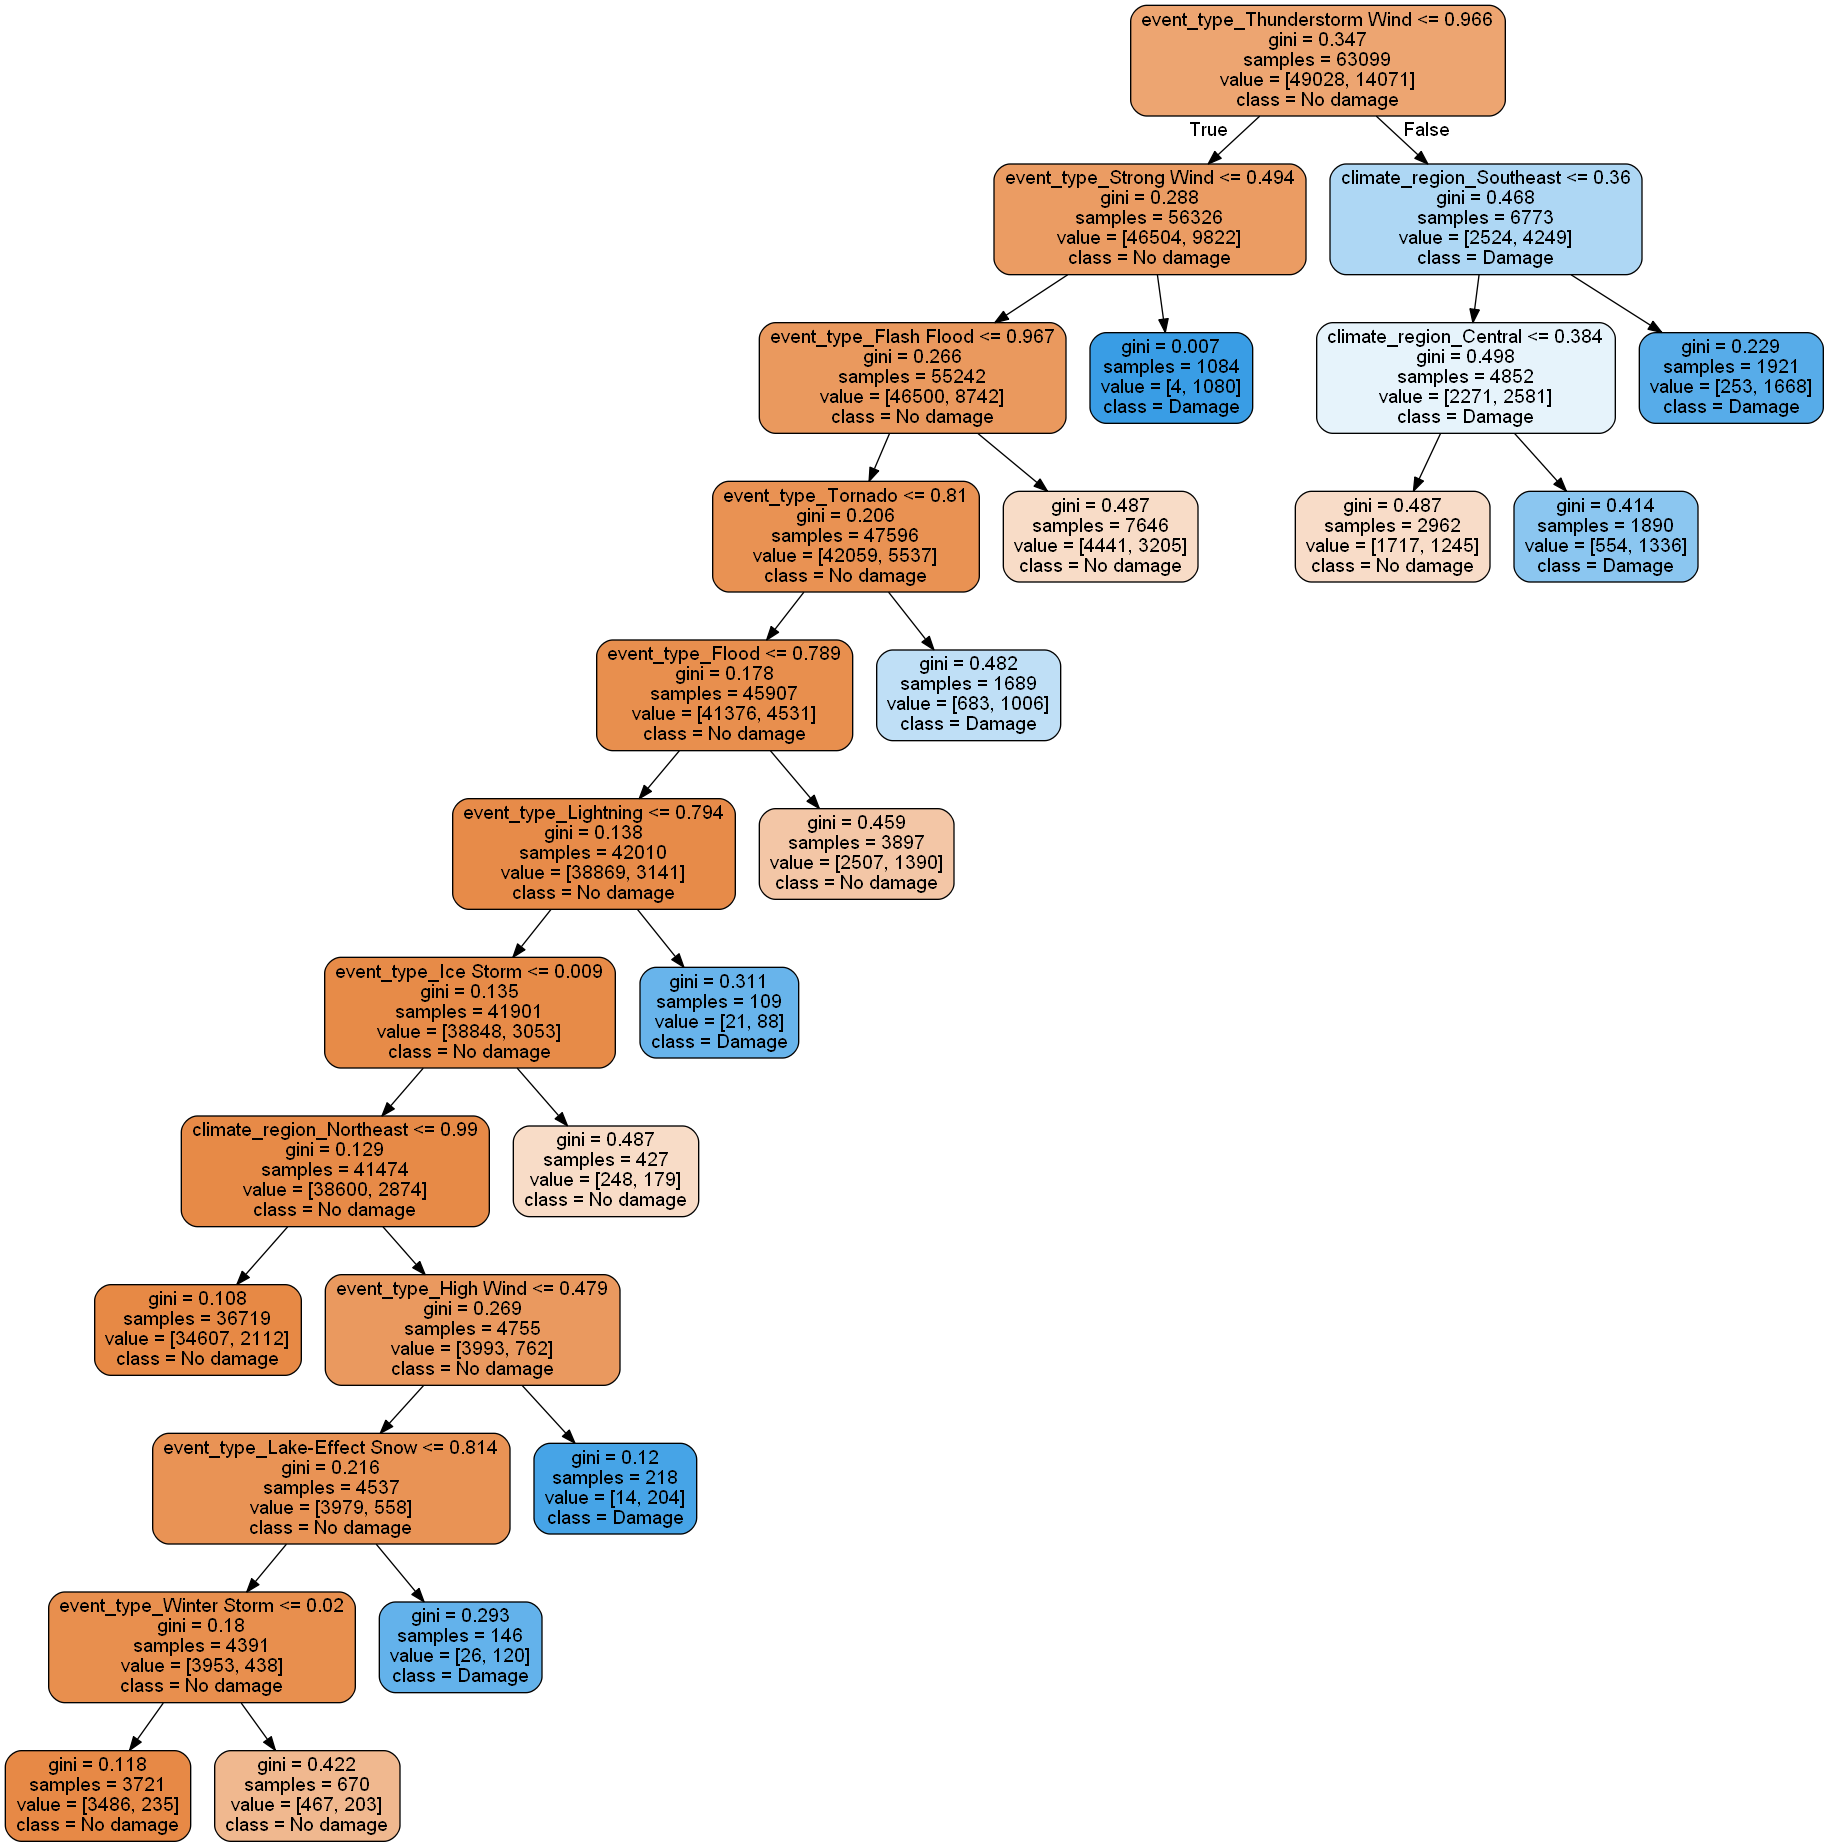 event_type_Thunderstorm Wind <= 0.966
gini = 0.347
samples = 63099
value = [49028, 14071]
class = No damage
True
False
event_type_Strong Wind <= 0.494
gini = 0.288
samples = 56326
value = [46504, 9822]
class = No damage
climate_region_Southeast <= 0.36
gini = 0.468
samples = 6773
value = [2524, 4249]
class = Damage
event_type_Flash Flood <= 0.967
gini = 0.266
samples = 55242
value = [46500, 8742]
class = No damage
gini = 0.007
samples = 1084
value = [4, 1080]
class = Damage
climate_region_Central <= 0.384
gini = 0.498
samples = 4852
value = [2271, 2581]
class = Damage
gini = 0.229
samples = 1921
value = [253, 1668]
class = Damage
event_type_Tornado <= 0.81
gini = 0.206
samples = 47596
value = [42059, 5537]
class = No damage
gini = 0.487
samples = 7646
value = [4441, 3205]
class = No damage
gini = 0.487
samples = 2962
value = [1717, 1245]
class = No damage
gini = 0.414
samples = 1890
value = [554, 1336]
class = Damage
event_type_Flood <= 0.789
gini = 0.178
samples = 45907
value = [41376, 4531]
class = No damage
gini = 0.482
samples = 1689
value = [683, 1006]
class = Damage
event_type_Lightning <= 0.794
gini = 0.138
samples = 42010
value = [38869, 3141]
class = No damage
gini = 0.459
samples = 3897
value = [2507, 1390]
class = No damage
event_type_Ice Storm <= 0.009
gini = 0.135
samples = 41901
value = [38848, 3053]
class = No damage
gini = 0.311
samples = 109
value = [21, 88]
class = Damage
climate_region_Northeast <= 0.99
gini = 0.129
samples = 41474
value = [38600, 2874]
class = No damage
gini = 0.487
samples = 427
value = [248, 179]
class = No damage
gini = 0.108
samples = 36719
value = [34607, 2112]
class = No damage
event_type_High Wind <= 0.479
gini = 0.269
samples = 4755
value = [3993, 762]
class = No damage
event_type_Lake-Effect Snow <= 0.814
gini = 0.216
samples = 4537
value = [3979, 558]
class = No damage
gini = 0.12
samples = 218
value = [14, 204]
class = Damage
event_type_Winter Storm <= 0.02
gini = 0.18
samples = 4391
value = [3953, 438]
class = No damage
gini = 0.293
samples = 146
value = [26, 120]
class = Damage
gini = 0.118
samples = 3721
value = [3486, 235]
class = No damage
gini = 0.422
samples = 670
value = [467, 203]
class = No damage